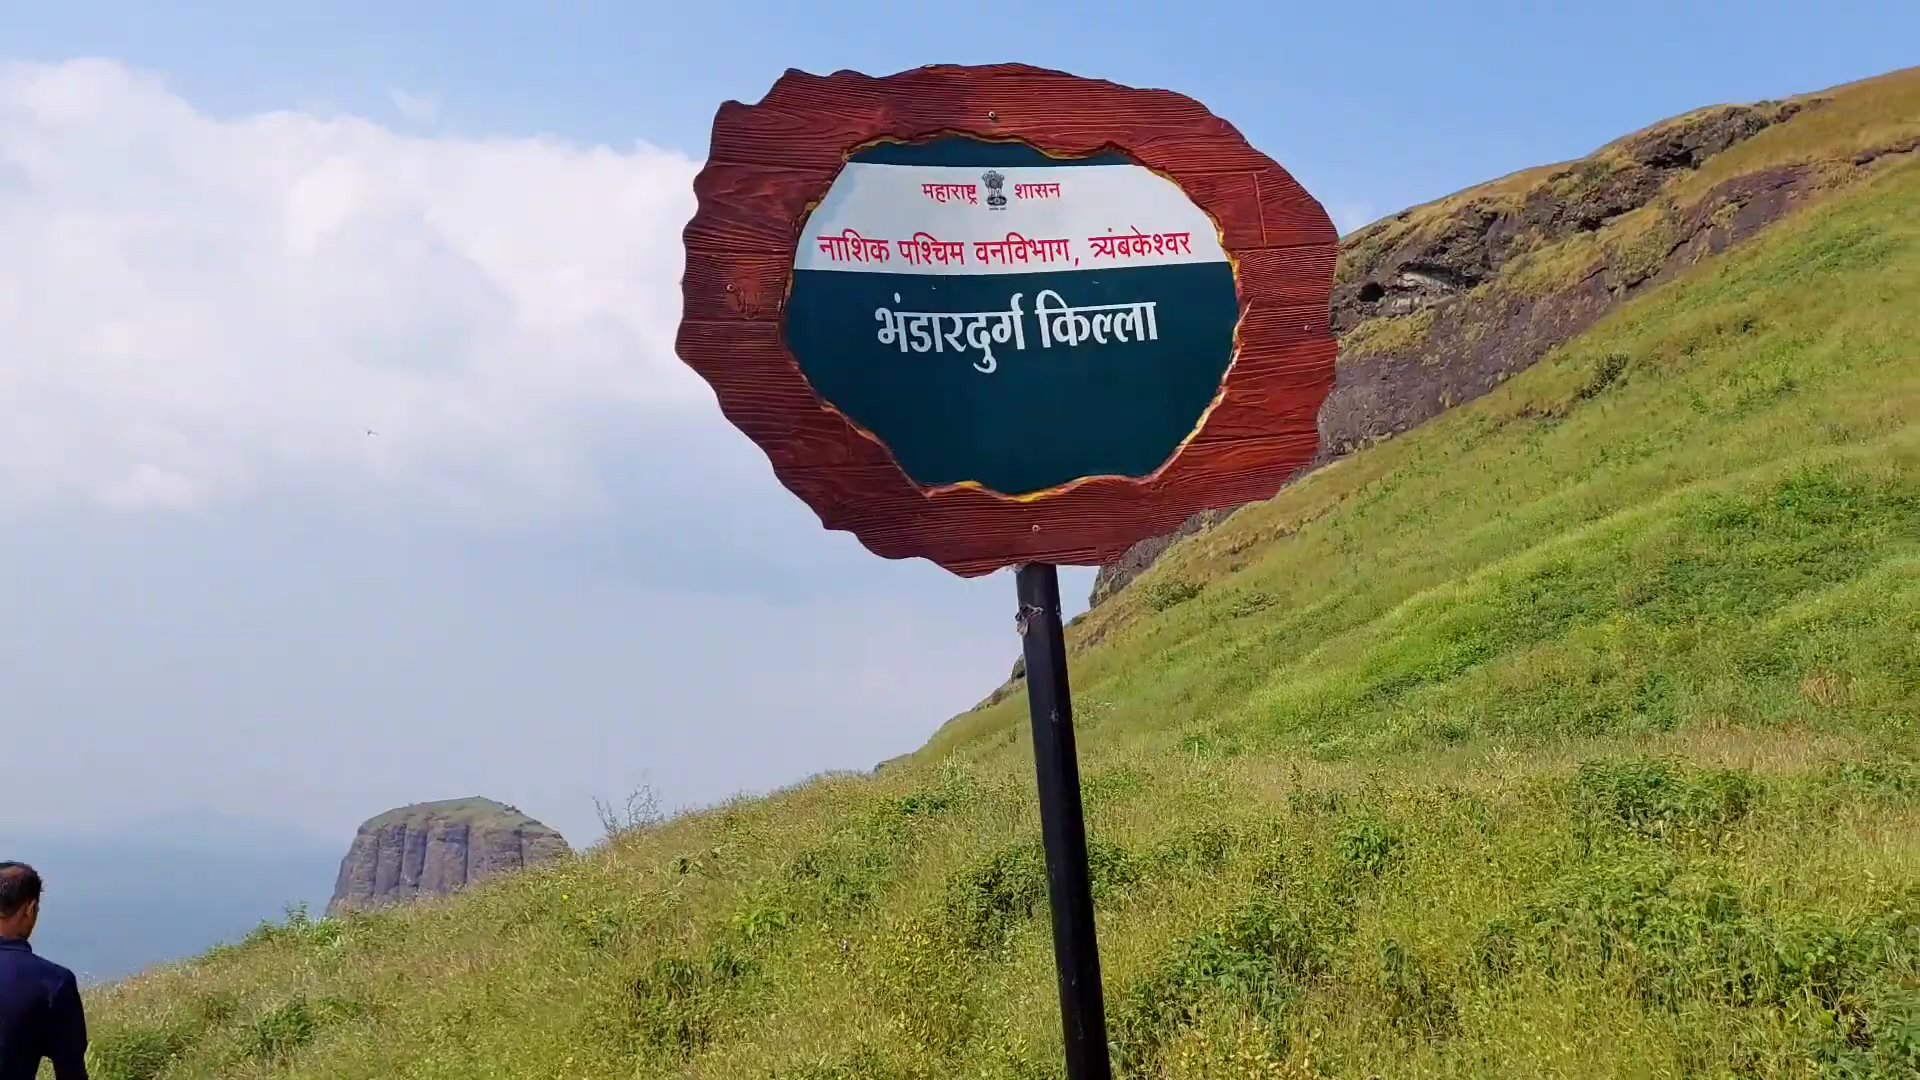 महाराष्ट्र शासन
नाशिक पश्चिम वनविभाग, त्र्यंबकेश्वर
भंडारदुर्ग किल्ला